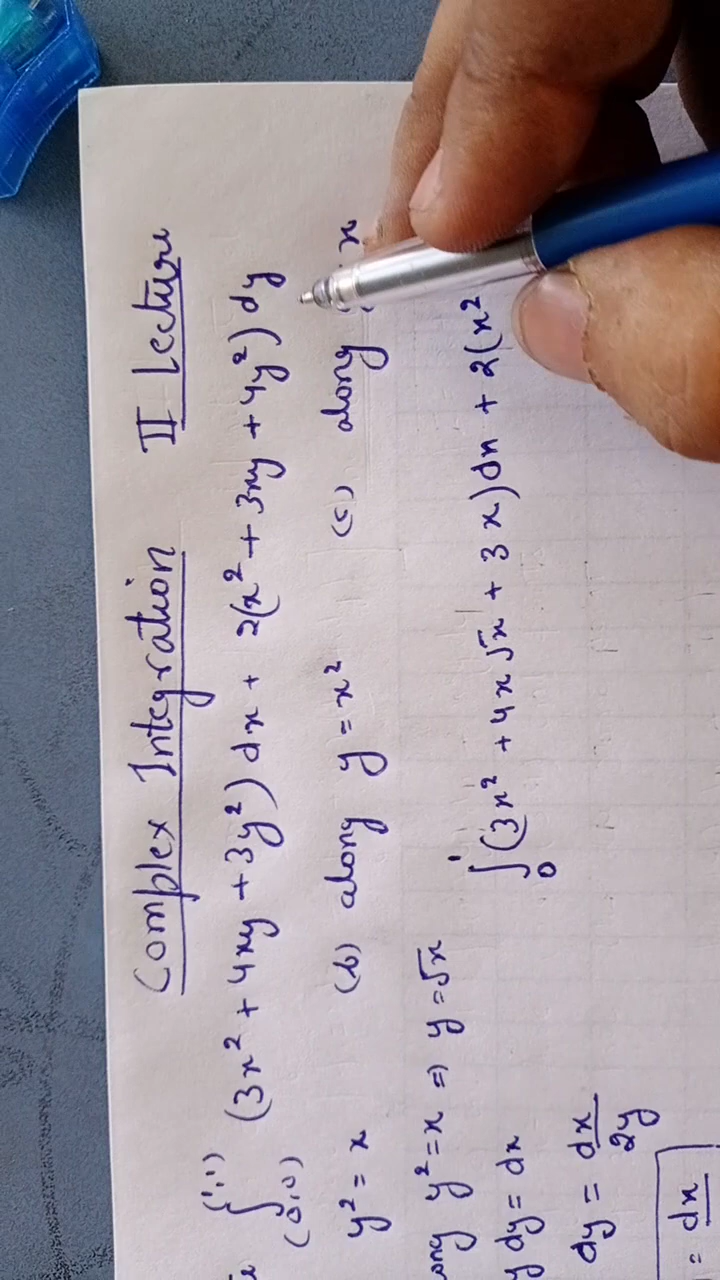 Complex Integration II Lecture
∫(0,0)^(1,1) (3x² + 4xy + 3y²) dx + 2(x² + 3xy + 4y²) dy
y² = x (b) along y = x² (c) along x
y² = x ⇒ y = √x
y dy = dx ∫₀¹ (3x² + 4x√x + 3x) dx + 2(x²
dy = dx/2y
= dx